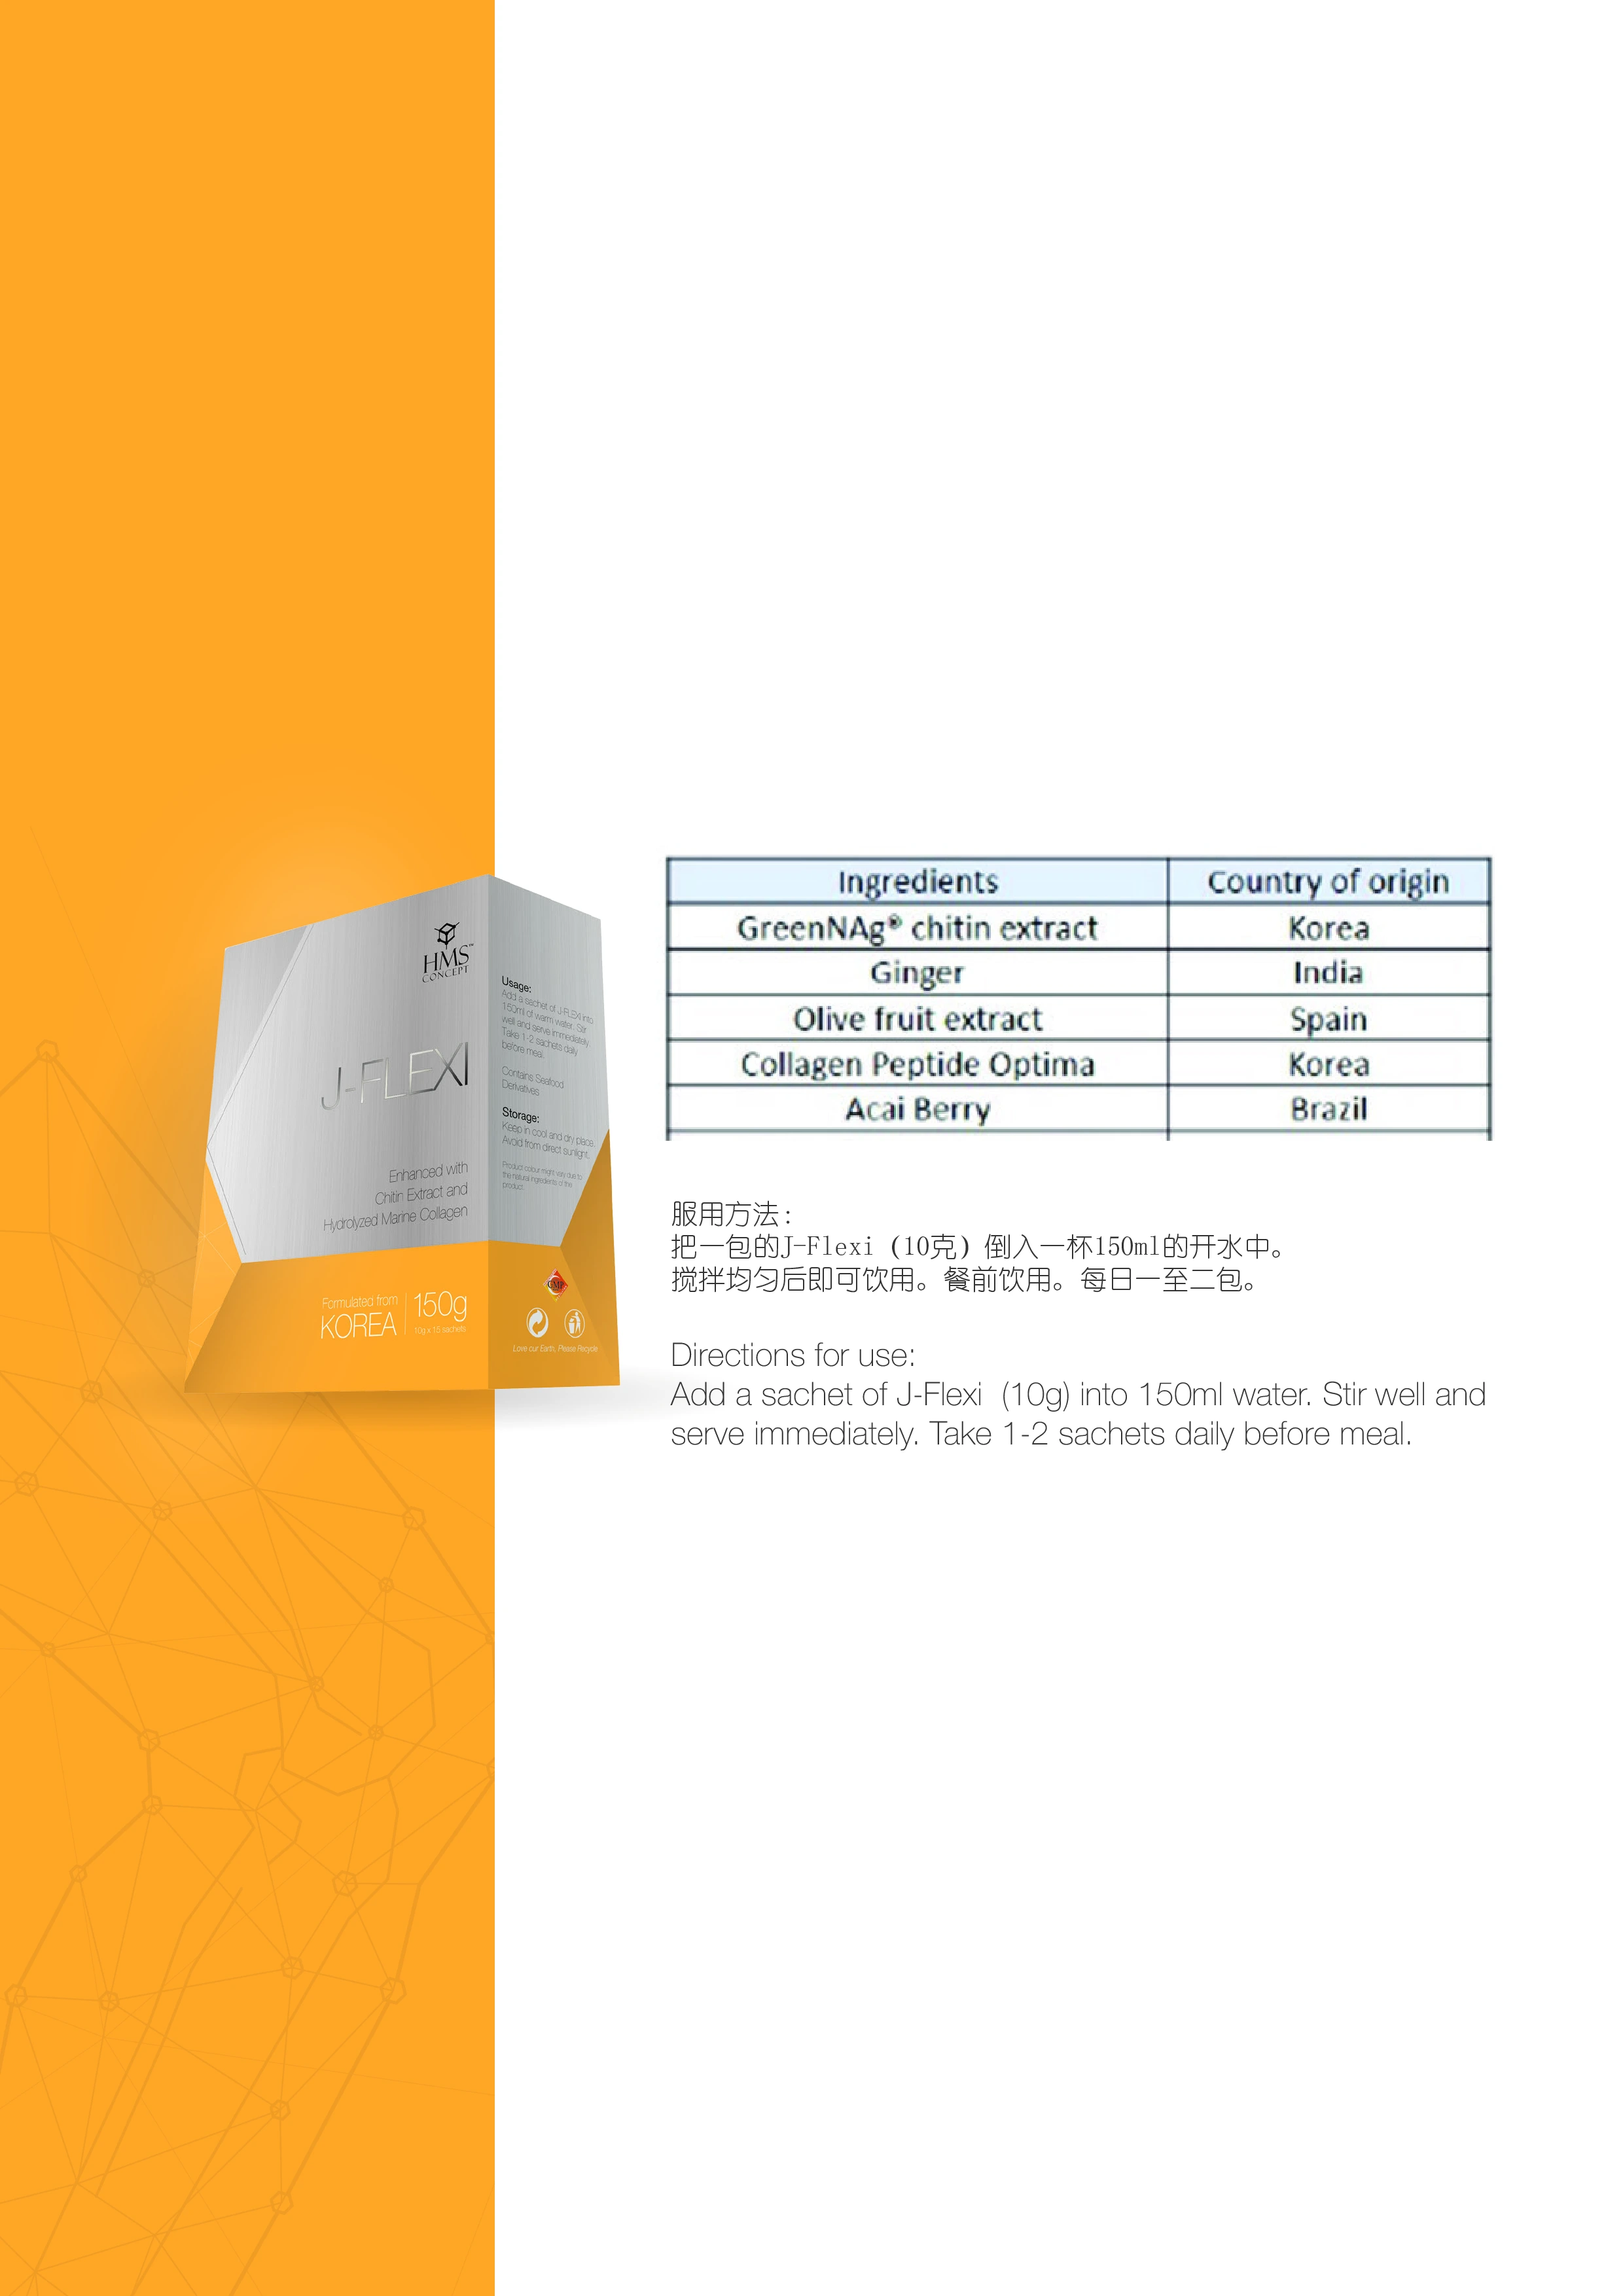 HMS™
CONCEPT
J-FLEXI
Enhanced with
Chitin Extract and
Hydrolyzed Marine Collagen
Formulated from
KOREA
150g
10g x 15 sachets
Usage:
Add a sachet of J-FLEXI into
150ml of warm water. Stir
well and serve immediately.
Take 1-2 sachets daily
before meal.
Contains Seafood
Derivatives
Storage:
Keep in cool and dry place.
Avoid from direct sunlight.
Product colour might vary due to
the natural ingredients of the
product.
GMP
Love our Earth, Please Recycle
Ingredients Country of origin
GreenNAg® chitin extract Korea
Ginger India
Olive fruit extract Spain
Collagen Peptide Optima Korea
Acai Berry Brazil
服用方法：
把一包的J-Flexi（10克）倒入一杯150ml的开水中。
搅拌均匀后即可饮用。餐前饮用。每日一至二包。
Directions for use:
Add a sachet of J-Flexi (10g) into 150ml water. Stir well and
serve immediately. Take 1-2 sachets daily before meal.